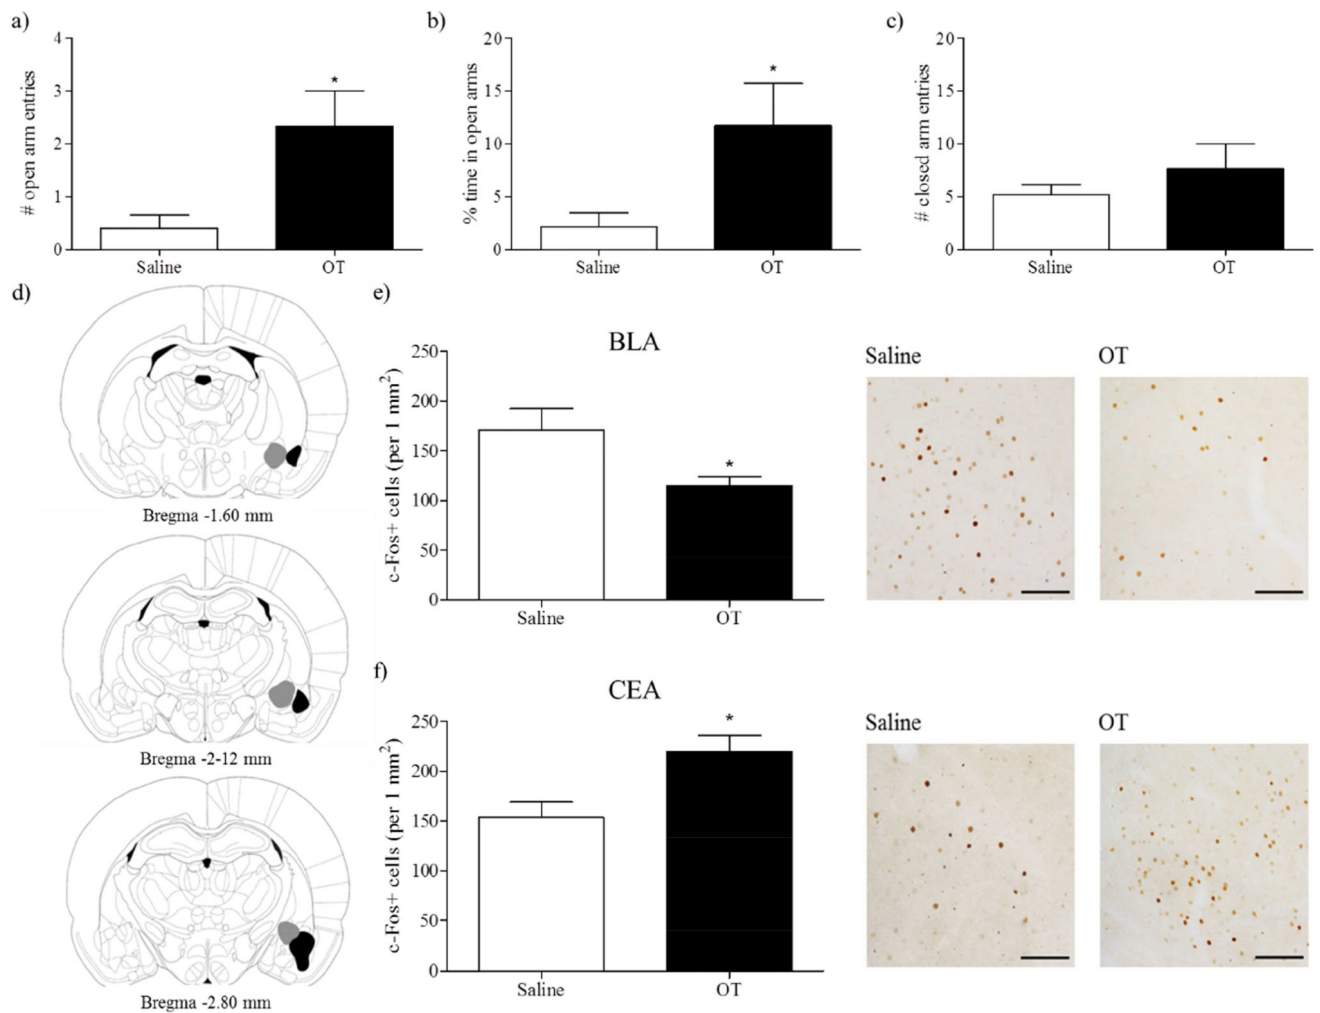 a)
# open arm entries
4
3
2
1
0
*
Saline
OT
b)
% time in open arms
20
15
10
5
0
*
Saline
OT
c)
# closed arm entries
20
15
10
5
0
Saline
OT
d)
Bregma -1.60 mm
Bregma -2-12 mm
Bregma -2.80 mm
e)
BLA
c-Fos+ cells (per 1 mm²)
250
200
150
100
50
0
*
Saline
OT
Saline
OT
f)
CEA
c-Fos+ cells (per 1 mm²)
250
200
150
100
50
0
*
Saline
OT
Saline
OT